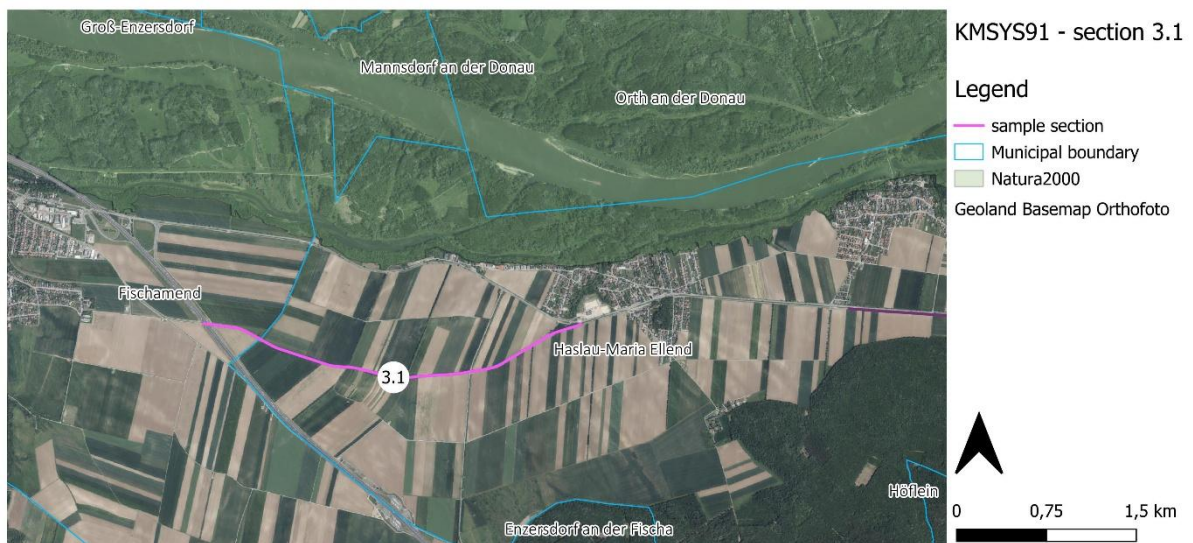 Groß-Enzersdorf
Mannsdorf an der Donau
Orth an der Donau
Fischamend
Haslau-Maria Ellend
3.1
Höflein
Enzersdorf an der Fischa
KMSYS91 - section 3.1
Legend
sample section
Municipal boundary
Natura2000
Geoland Basemap Orthofoto
0 0,75 1,5 km